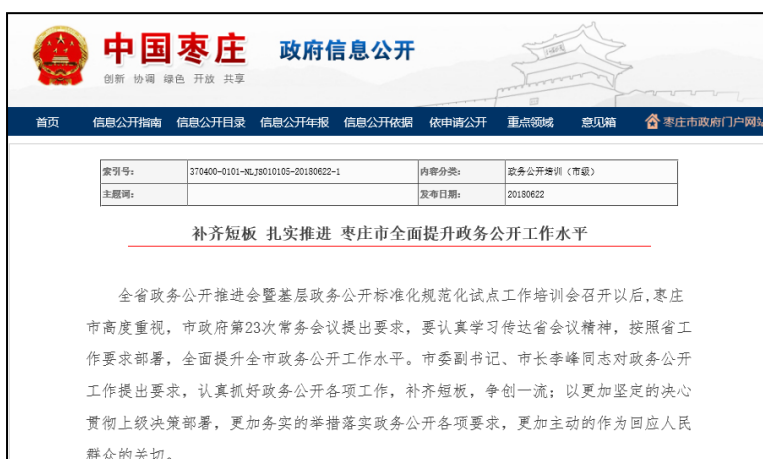 中国枣庄 政府信息公开
创新 协调 绿色 开放 共享
首页 信息公开指南 信息公开目录 信息公开年报 信息公开依据 依申请公开 重点领域 意见箱 枣庄市政府门户网站
索引号： 370400-0101-NLJS010105-20180622-1 内容分类： 政务公开培训（市级）
主题词： 发布日期： 20180622
补齐短板 扎实推进 枣庄市全面提升政务公开工作水平
全省政务公开推进会暨基层政务公开标准化规范化试点工作培训会召开以后,枣庄
市高度重视，市政府第23次常务会议提出要求，要认真学习传达省会议精神，按照省工
作要求部署，全面提升全市政务公开工作水平。市委副书记、市长李峰同志对政务公开
工作提出要求，认真抓好政务公开各项工作，补齐短板，争创一流；以更加坚定的决心
贯彻上级决策部署，更加务实的举措落实政务公开各项要求，更加主动的作为回应人民
群众的关切。